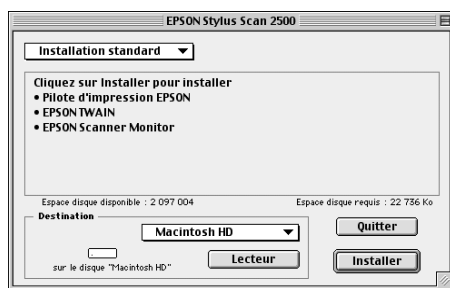 EPSON Stylus Scan 2500
Installation standard
Cliquez sur Installer pour installer
• Pilote d'impression EPSON
• EPSON TWAIN
• EPSON Scanner Monitor
Espace disque disponible : 2 097 004 Espace disque requis : 22 736 Ko
Destination
Macintosh HD
Quitter
sur le disque "Macintosh HD"
Lecteur
Installer